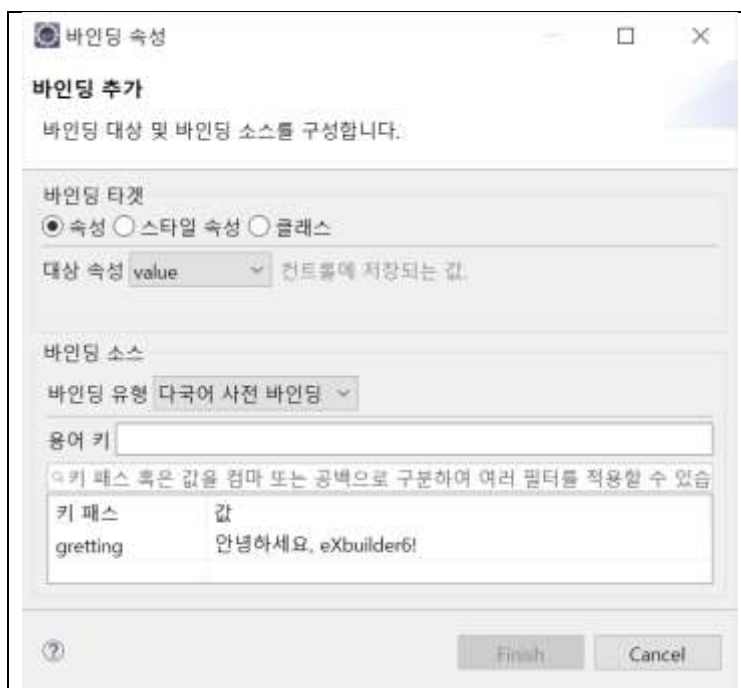 바인딩 속성
바인딩 추가
바인딩 대상 및 바인딩 소스를 구성합니다.
바인딩 타겟
속성 스타일 속성 클래스
대상 속성 value 컨트롤에 저장되는 값.
바인딩 소스
바인딩 유형 다국어 사전 바인딩
용어 키
키 패스 혹은 값을 컴마 또는 공백으로 구분하여 여러 필터를 적용할 수 있습
키 패스 값
gretting 안녕하세요, eXbuilder6!
Finish Cancel